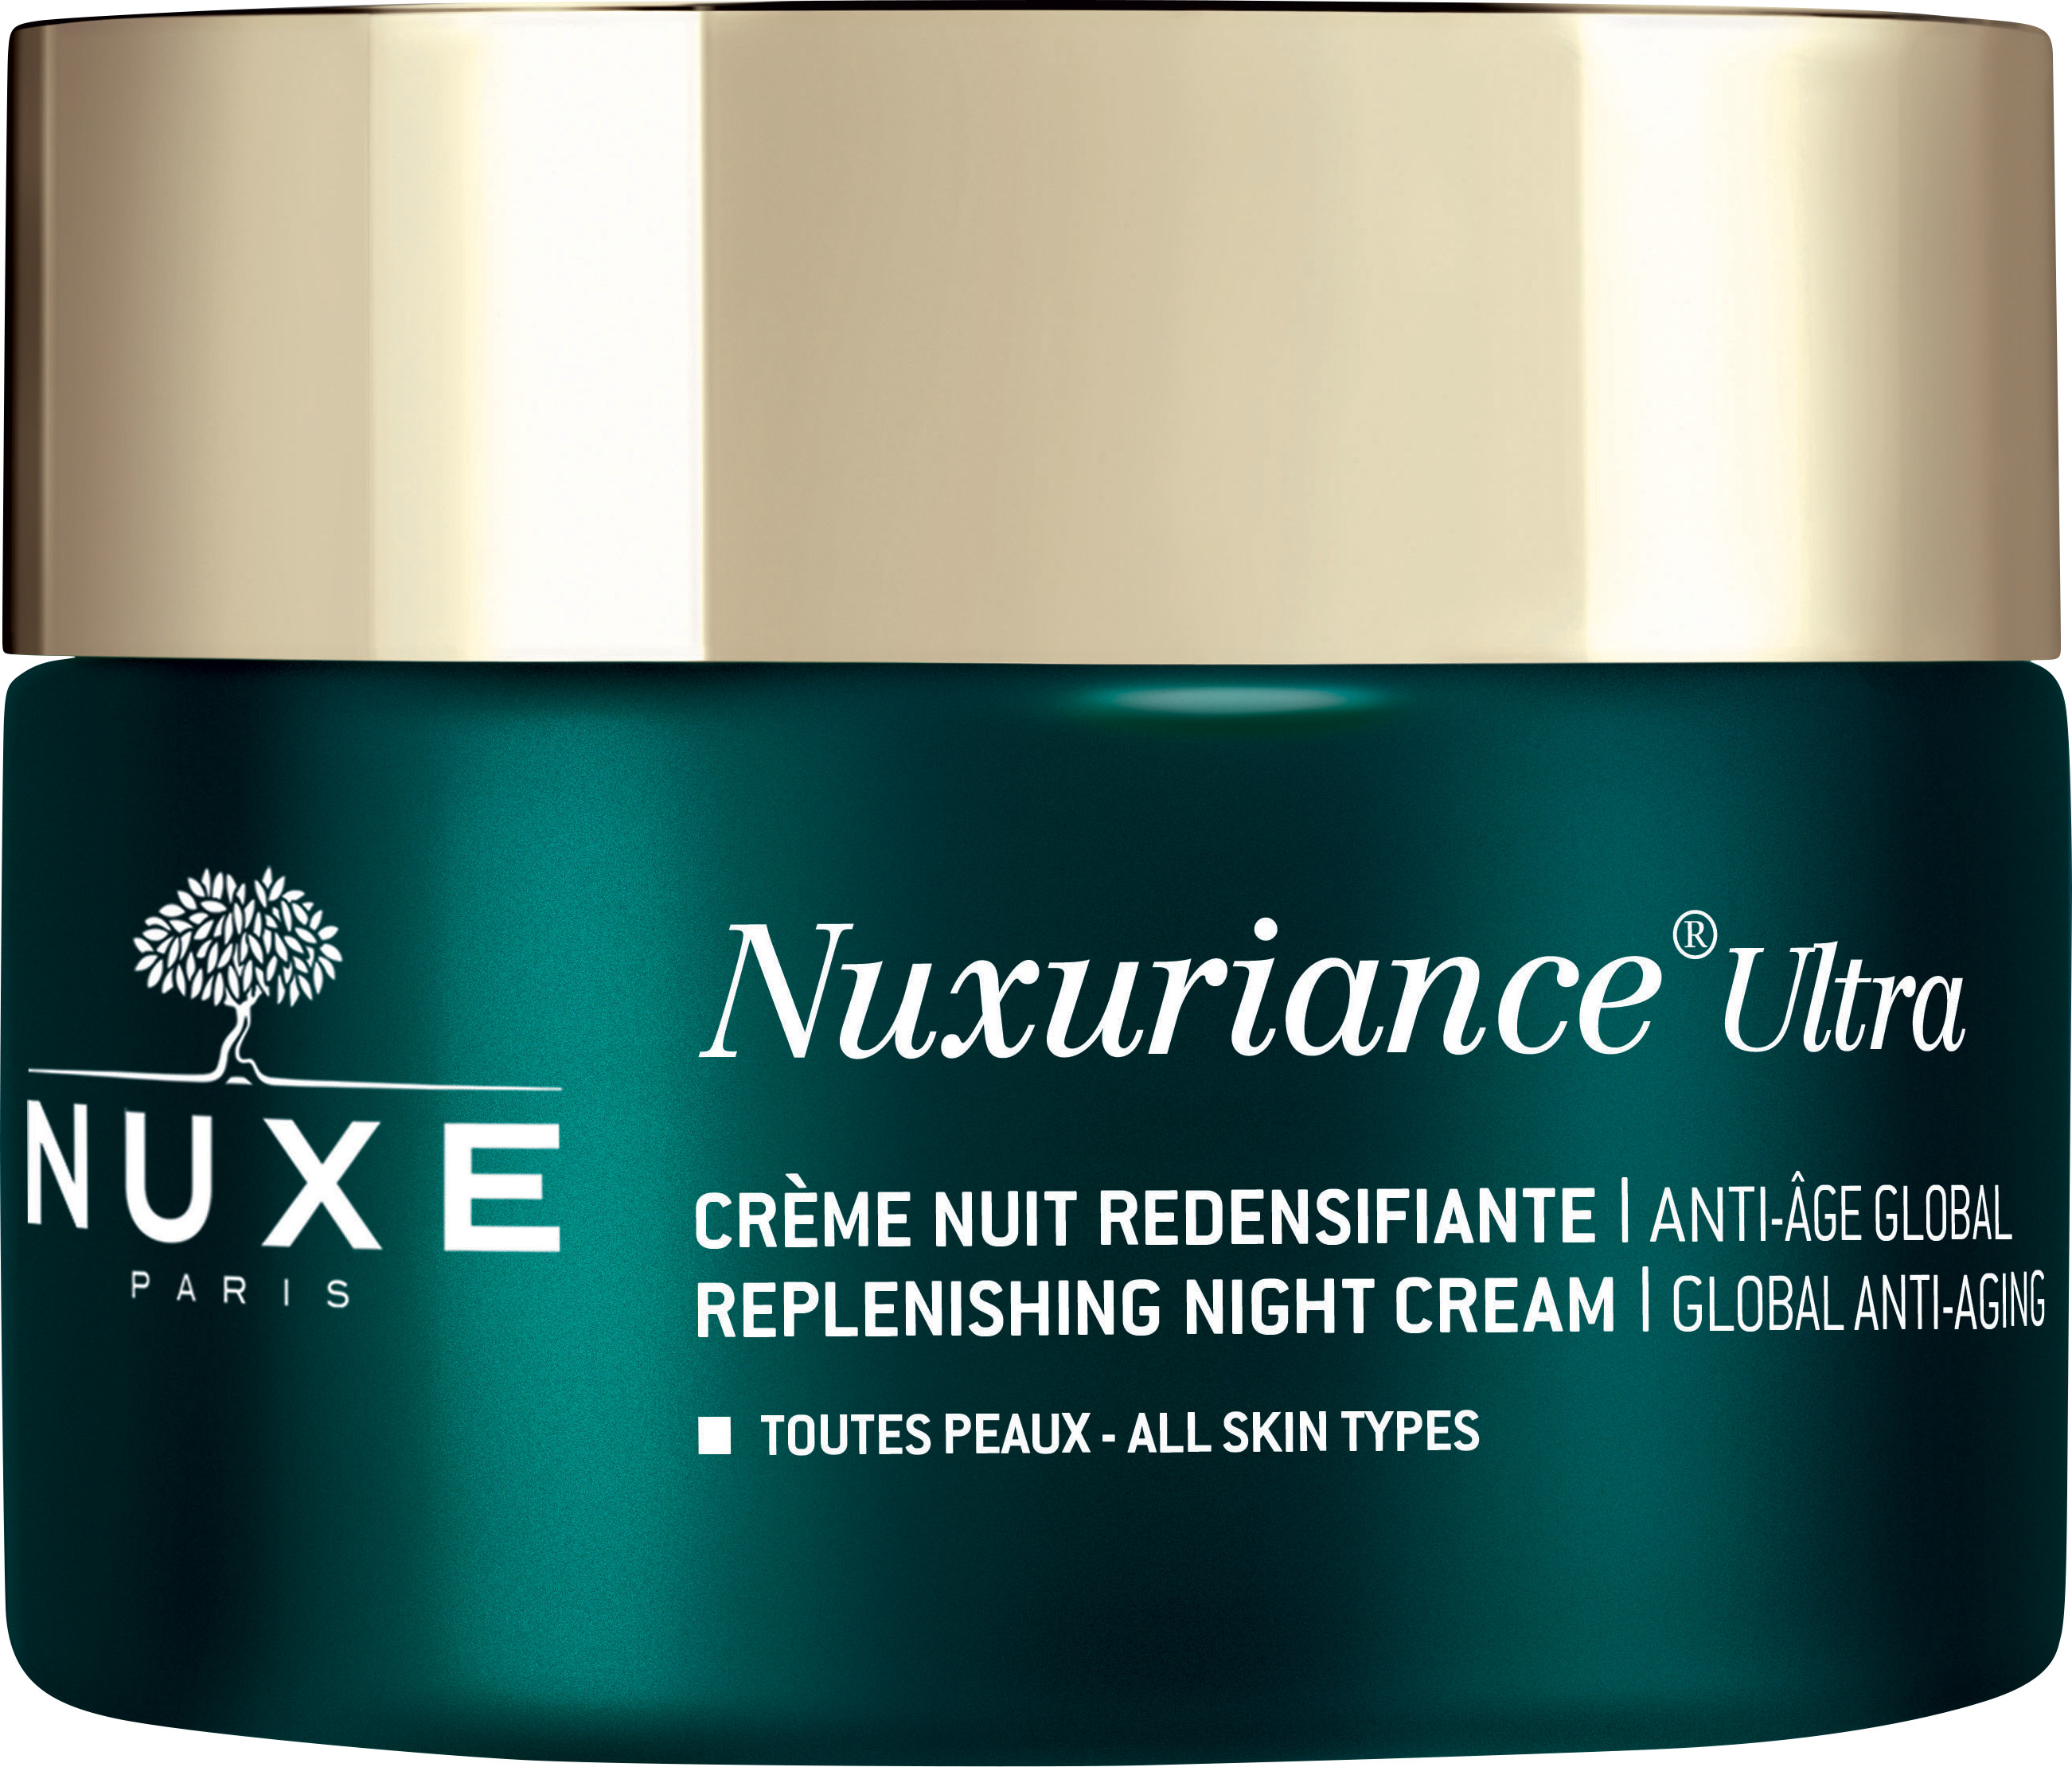 NUXE
PARIS
Nuxuriance® Ultra
CRÈME NUIT REDENSIFIANTE | ANTI-ÂGE GLOBAL
REPLENISHING NIGHT CREAM | GLOBAL ANTI-AGING
■ TOUTES PEAUX - ALL SKIN TYPES